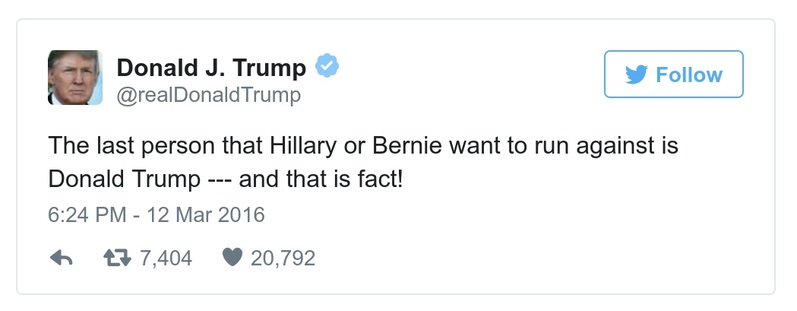 Donald J. Trump
@realDonaldTrump
Follow
The last person that Hillary or Bernie want to run against is
Donald Trump --- and that is fact!
6:24 PM - 12 Mar 2016
7,404 20,792